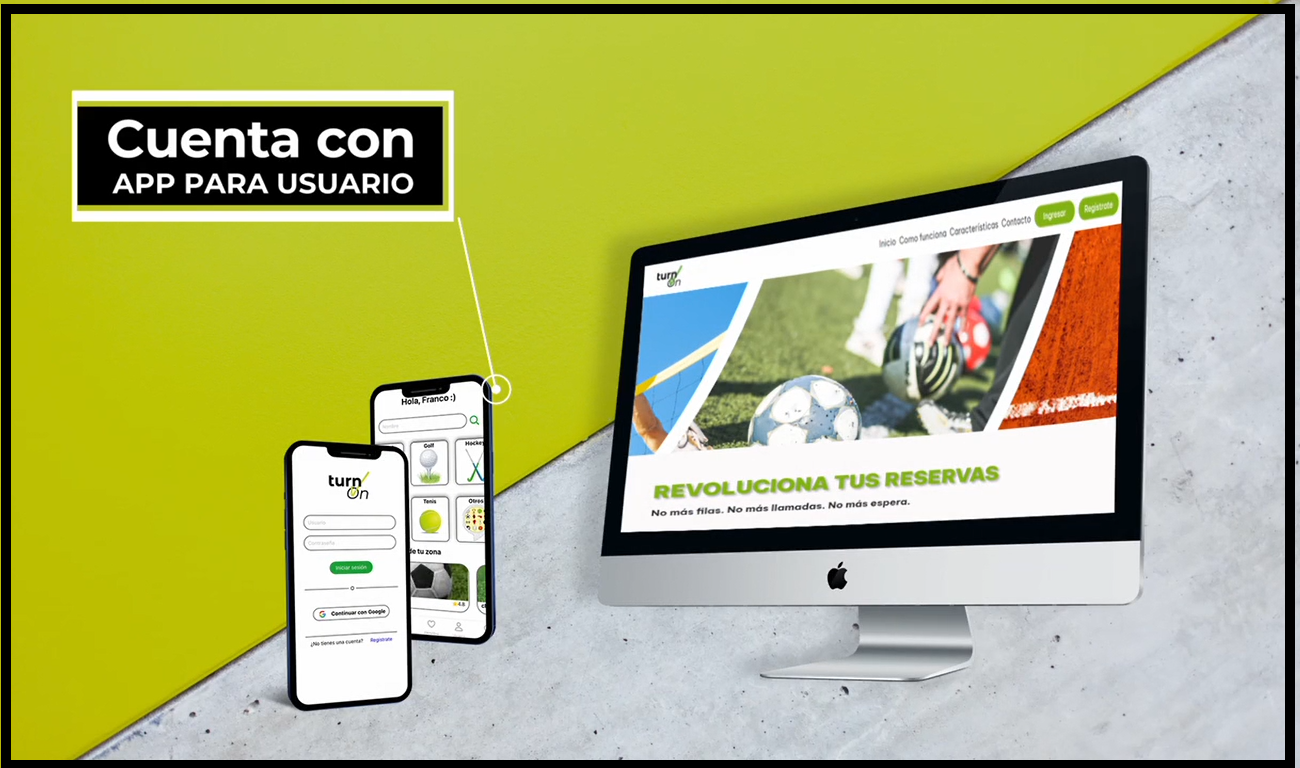 Cuenta con
APP PARA USUARIO
Inicio Como funciona Características Contacto Ingresar Registrate
turn
On
REVOLUCIONA TUS RESERVAS
No más filas. No más llamadas. No más espera.
Hola, Franco :)
Nombre
Golf
Hockey
Tenis
Otros
de tu zona
4.8
turn
On
Usuario
Contraseña
Iniciar sesión
o
Continuar con Google
¿No tienes una cuenta? Registrate